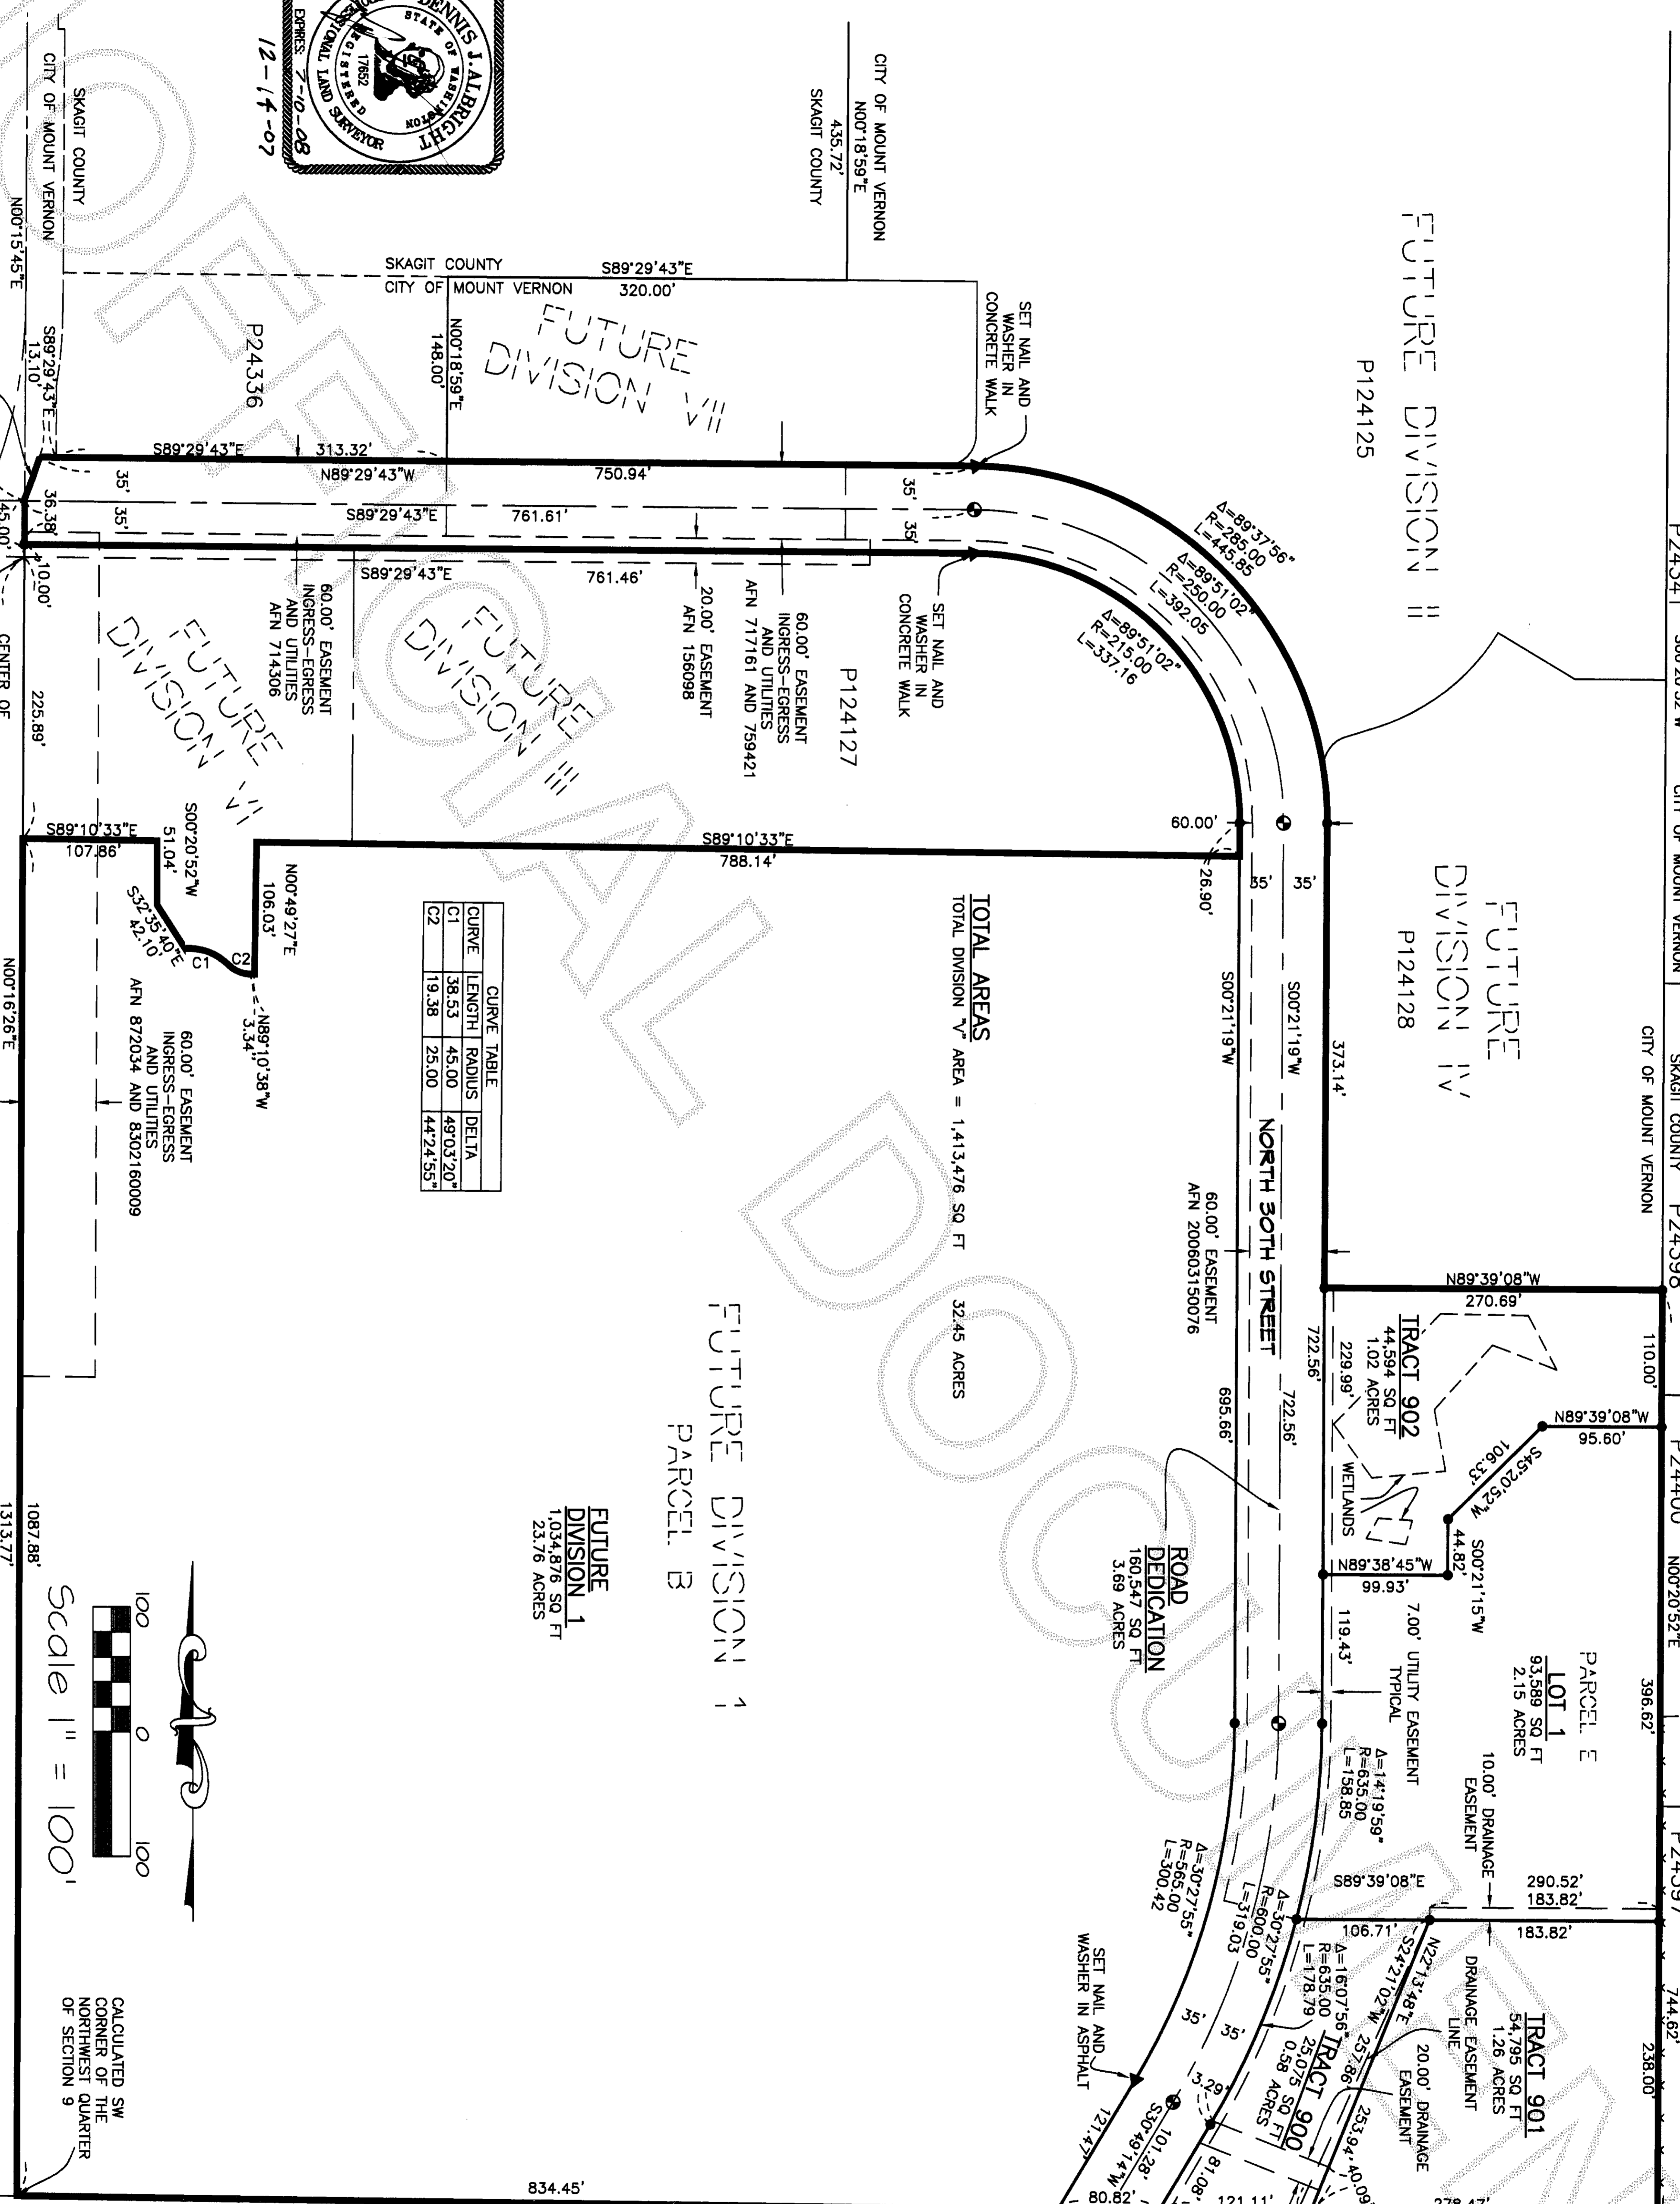 CITY OF MOUNT VERNON
N00°18'59"E
435.72'
SKAGIT COUNTY
DENNIS J. ALBRIGHT
STATE OF WASHINGTON
REGISTERED
17652
LAND SURVEYOR
EXPIRES: 7-10-08
12-14-07
SKAGIT COUNTY
CITY OF MOUNT VERNON
N00°15'45"E
S89°29'43"E
13.10'
P24336
SKAGIT COUNTY
CITY OF MOUNT VERNON
S89°29'43"E
320.00'
N00°18'59"E
148.00'
FUTURE
DIVISION VII
SET NAIL AND
WASHER IN
CONCRETE WALK
FUTURE DIVISION II
P124125
S89°29'43"E
313.32'
N89°29'43"W
750.94'
S89°29'43"E
761.61'
S89°29'43"E
761.46'
35'
35'
35'
35'
36.38'
45.00'
10.00'
CENTER OF
225.89'
Δ=89°37'56"
R=285.00
L=445.85
Δ=89°51'02"
R=250.00
L=392.05
Δ=89°51'02"
R=215.00
L=337.16
SET NAIL AND
WASHER IN
CONCRETE WALK
P124127
60.00' EASEMENT
INGRESS-EGRESS
AND UTILITIES
AFN 717161 AND 759421
20.00' EASEMENT
AFN 156098
FUTURE
DIVISION III
60.00' EASEMENT
INGRESS-EGRESS
AND UTILITIES
AFN 714306
FUTURE
DIVISION VI
S89°10'33"E
107.86'
S00°20'52"W
51.04'
S32°35'40"E
42.10'
C1
C2
N00°49'27"E
106.03'
N89°10'38"W
3.34'
S89°10'33"E
788.14'
60.00'
26.90'
35'
35'
60.00' EASEMENT
INGRESS-EGRESS
AND UTILITIES
AFN 872034 AND 8302160009
N00°16'26"E
CURVE TABLE
CURVE LENGTH RADIUS DELTA
C1 38.53 45.00 49°03'20"
C2 19.38 25.00 44°24'55"
TOTAL AREAS
TOTAL DIVISION "V" AREA = 1,413,476 SQ FT 32.45 ACRES
FUTURE
DIVISION IV
P124128
CITY OF MOUNT VERNON
SKAGIT COUNTY
CITY OF MOUNT VERNON
373.14'
S00°21'19"W
S00°21'19"W
NORTH 30TH STREET
60.00' EASEMENT
AFN 200603150076
722.56'
722.56'
695.66'
N89°39'08"W
270.69'
110.00'
TRACT 902
44,594 SQ FT
1.02 ACRES
229.99'
WETLANDS
N89°39'08"W
95.60'
S45°20'52"W
106.33'
S00°21'15"W
44.82'
N89°38'45"W
99.93'
N00°20'52"E
396.62'
PARCEL E
LOT 1
93,589 SQ FT
2.15 ACRES
7.00' UTILITY EASEMENT
TYPICAL
119.43'
10.00' DRAINAGE
EASEMENT
Δ=14°19'59"
R=635.00
L=158.85
ROAD
DEDICATION
160,547 SQ FT
3.69 ACRES
FUTURE DIVISION 1
PARCEL B
FUTURE
DIVISION 1
1,034,876 SQ FT
23.76 ACRES
1087.88'
1313.77'
100 0 100
Scale 1" = 100'
S89°39'08"E
290.52'
183.82'
106.71'
183.82'
Δ=30°27'55"
R=565.00
L=300.42
Δ=30°27'55"
R=600.00
L=319.03
Δ=16°07'56"
R=635.00
L=178.79
TRACT 900
25,075 SQ FT
0.58 ACRES
N22°13'48"E
S24°21'02"W
257.86'
253.94'
DRAINAGE EASEMENT
LINE
20.00' DRAINAGE
EASEMENT
TRACT 901
54,795 SQ FT
1.26 ACRES
744.62'
238.00'
SET NAIL AND
WASHER IN ASPHALT
35'
35'
3.29'
121.47'
S30°49'14"W
101.28'
81.08'
80.82'
121.11'
834.45'
CALCULATED SW
CORNER OF THE
NORTHWEST QUARTER
OF SECTION 9
OFFICIAL DOCUMENT